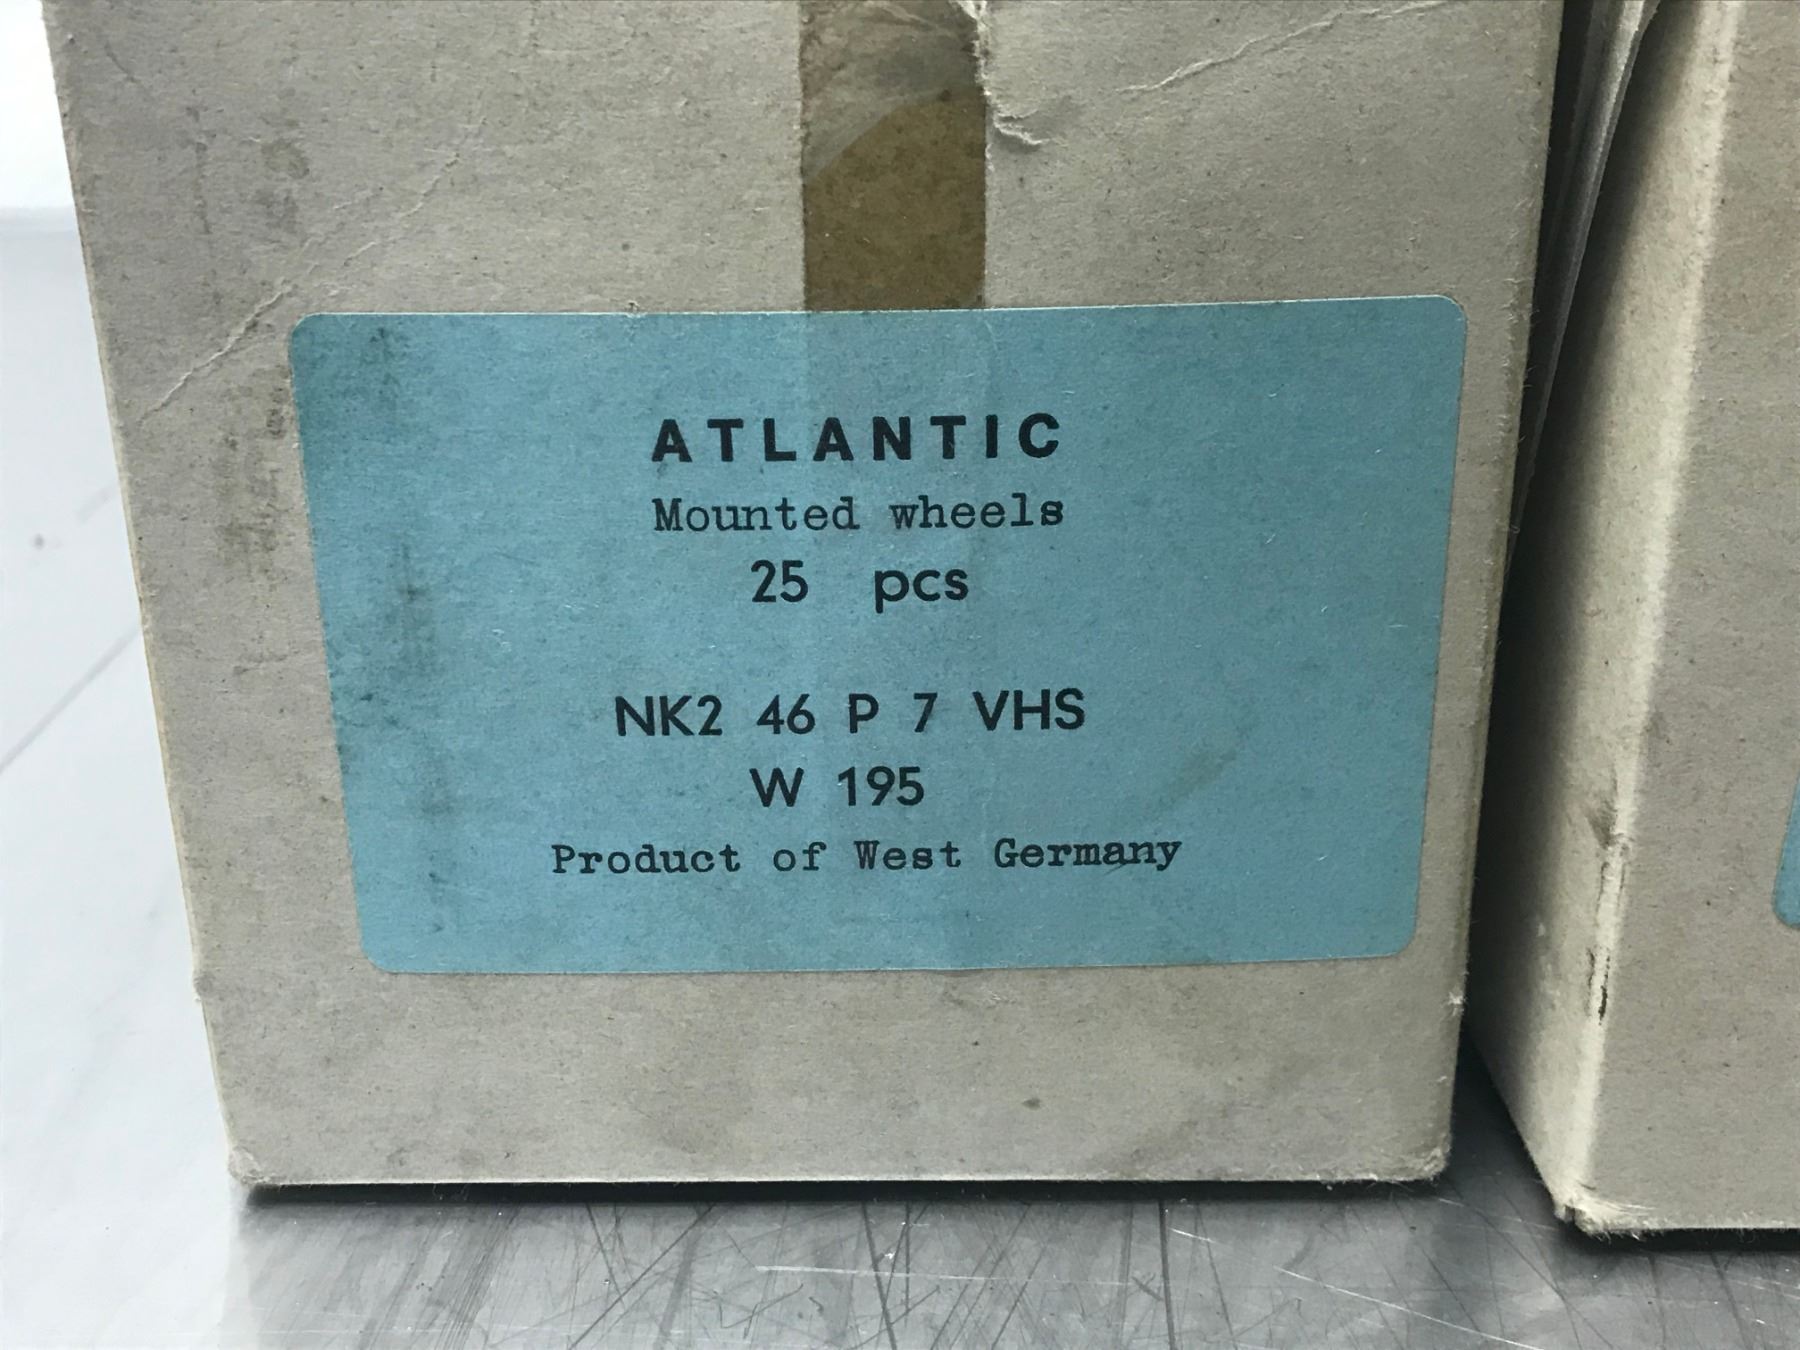 ATLANTIC
Mounted wheels
25 pcs
NK2 46 P 7 VHS
W 195
Product of West Germany